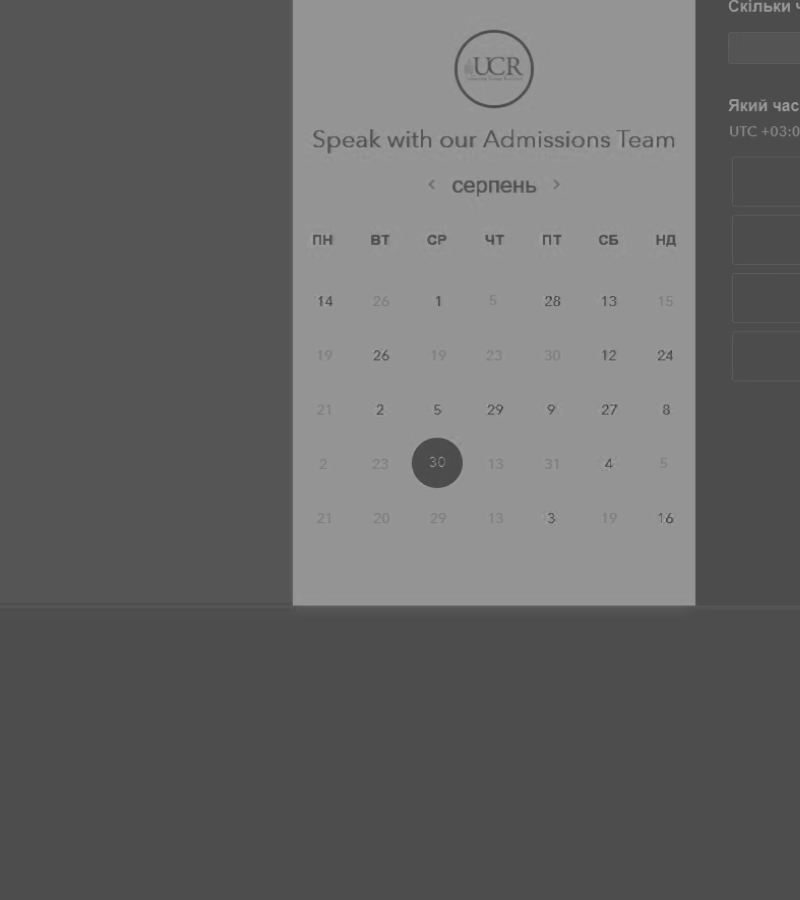 Скільки ч
UCR
Speak with our Admissions Team
‹ серпень ›
ПН ВТ СР ЧТ ПТ СБ НД
14 26 1 5 28 13 15
19 26 19 23 30 12 24
21 2 5 29 9 27 8
2 23 30 13 31 4 5
21 20 29 13 3 19 16
Який час
UTC +03:0